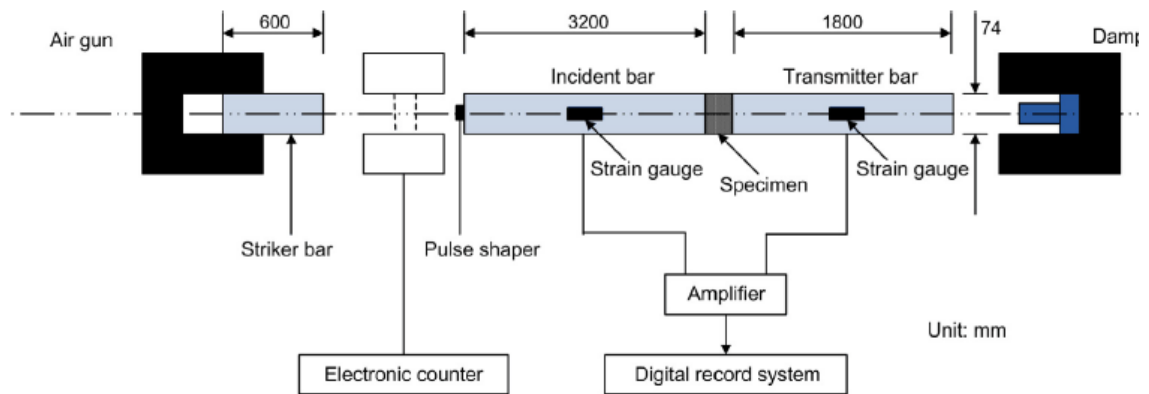 600
3200
1800
74
Air gun
Damp
Incident bar
Transmitter bar
Strain gauge
Specimen
Strain gauge
Striker bar
Pulse shaper
Amplifier
Unit: mm
Electronic counter
Digital record system